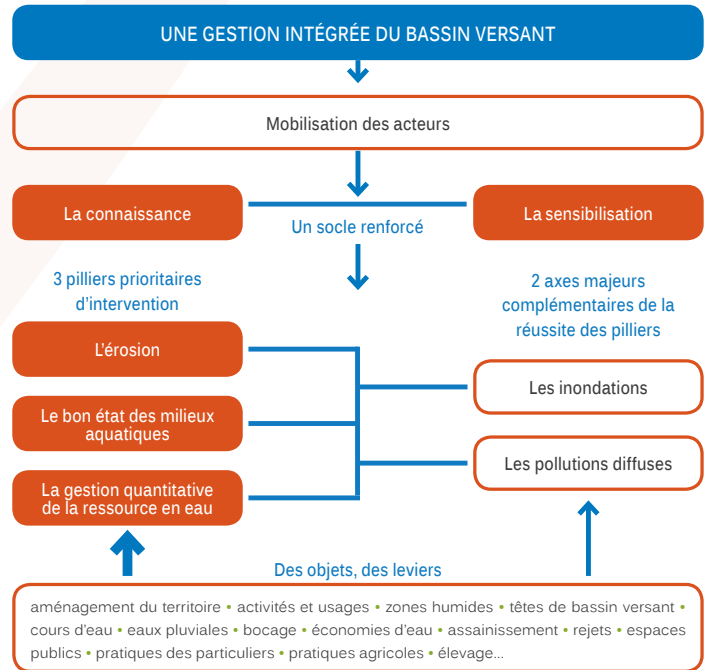 UNE GESTION INTÉGRÉE DU BASSIN VERSANT
Mobilisation des acteurs
La connaissance
Un socle renforcé
La sensibilisation
3 pilliers prioritaires
d'intervention
2 axes majeurs
complémentaires de la
réussite des pilliers
L'érosion
Le bon état des milieux
aquatiques
La gestion quantitative
de la ressource en eau
Les inondations
Les pollutions diffuses
Des objets, des leviers
aménagement du territoire • activités et usages • zones humides • têtes de bassin versant •
cours d'eau • eaux pluviales • bocage • économies d'eau • assainissement • rejets • espaces
publics • pratiques des particuliers • pratiques agricoles • élevage...